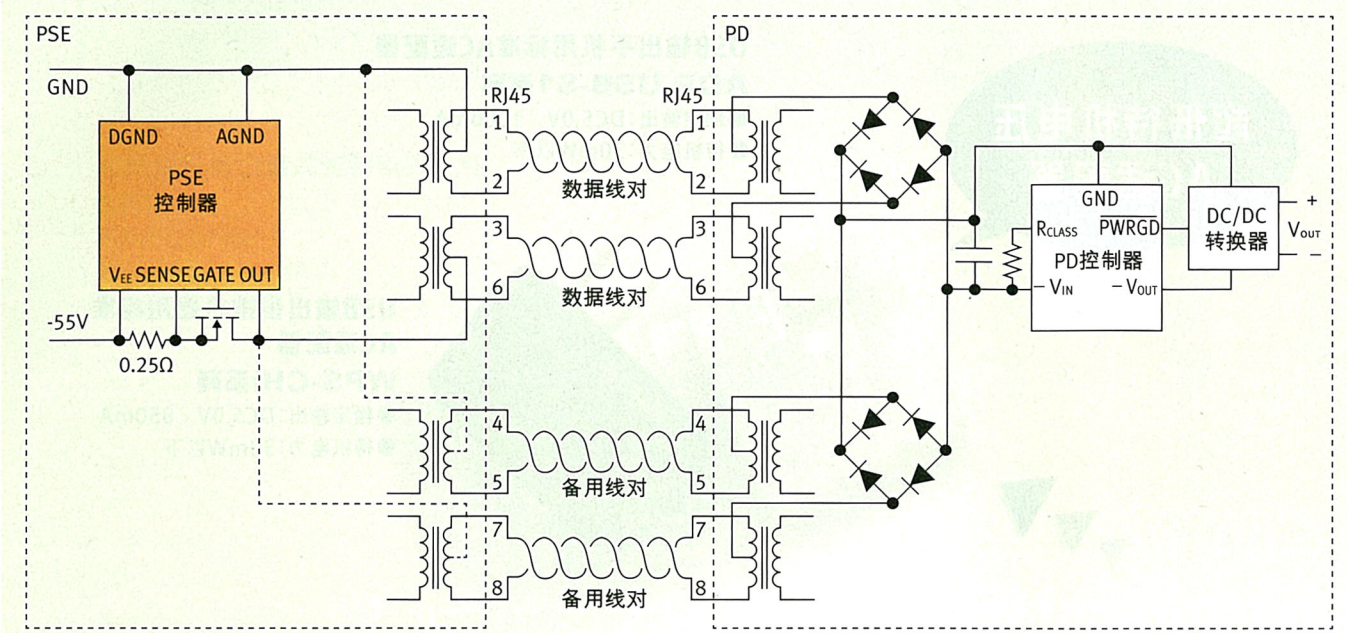 PSE
GND
DGND
AGND
PSE
控制器
VEE SENSE GATE OUT
-55V
0.25Ω
RJ45
1
2
数据线对
3
6
数据线对
4
5
备用线对
7
8
备用线对
PD
RJ45
1
2
3
6
4
5
7
8
GND
RCLASS
PWRGD
PD控制器
-VIN
-VOUT
DC/DC
转换器
+
VOUT
-